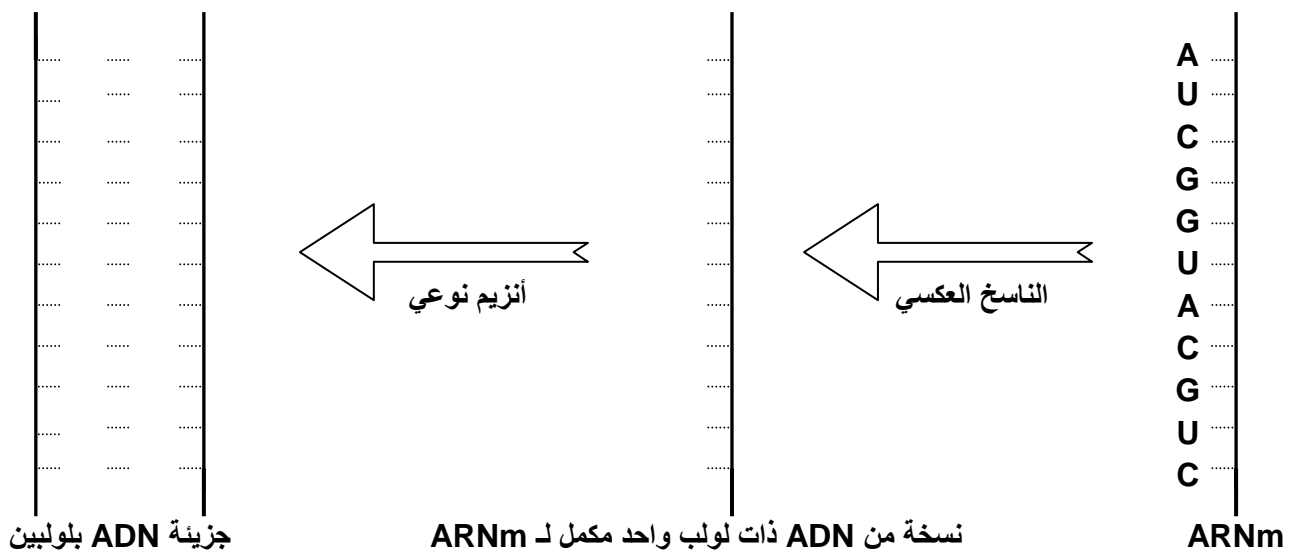 A
U
C
G
G
U
A
C
G
U
C
الناسخ العكسي
أنزيم نوعي
ARNm
نسخة من ADN ذات لولب واحد مكمل لـ ARNm
جزيئة ADN بلولبين